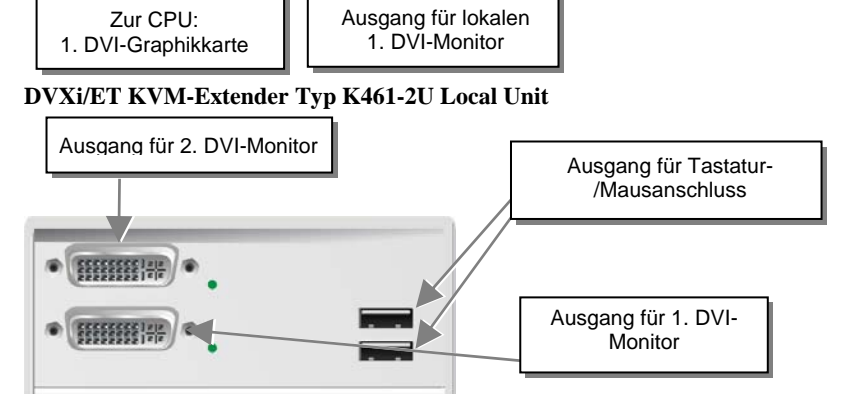 Zur CPU:
1. DVI-Graphikkarte
Ausgang für lokalen
1. DVI-Monitor
DVXi/ET KVM-Extender Typ K461-2U Local Unit
Ausgang für 2. DVI-Monitor
Ausgang für Tastatur-
/Mausanschluss
Ausgang für 1. DVI-
Monitor